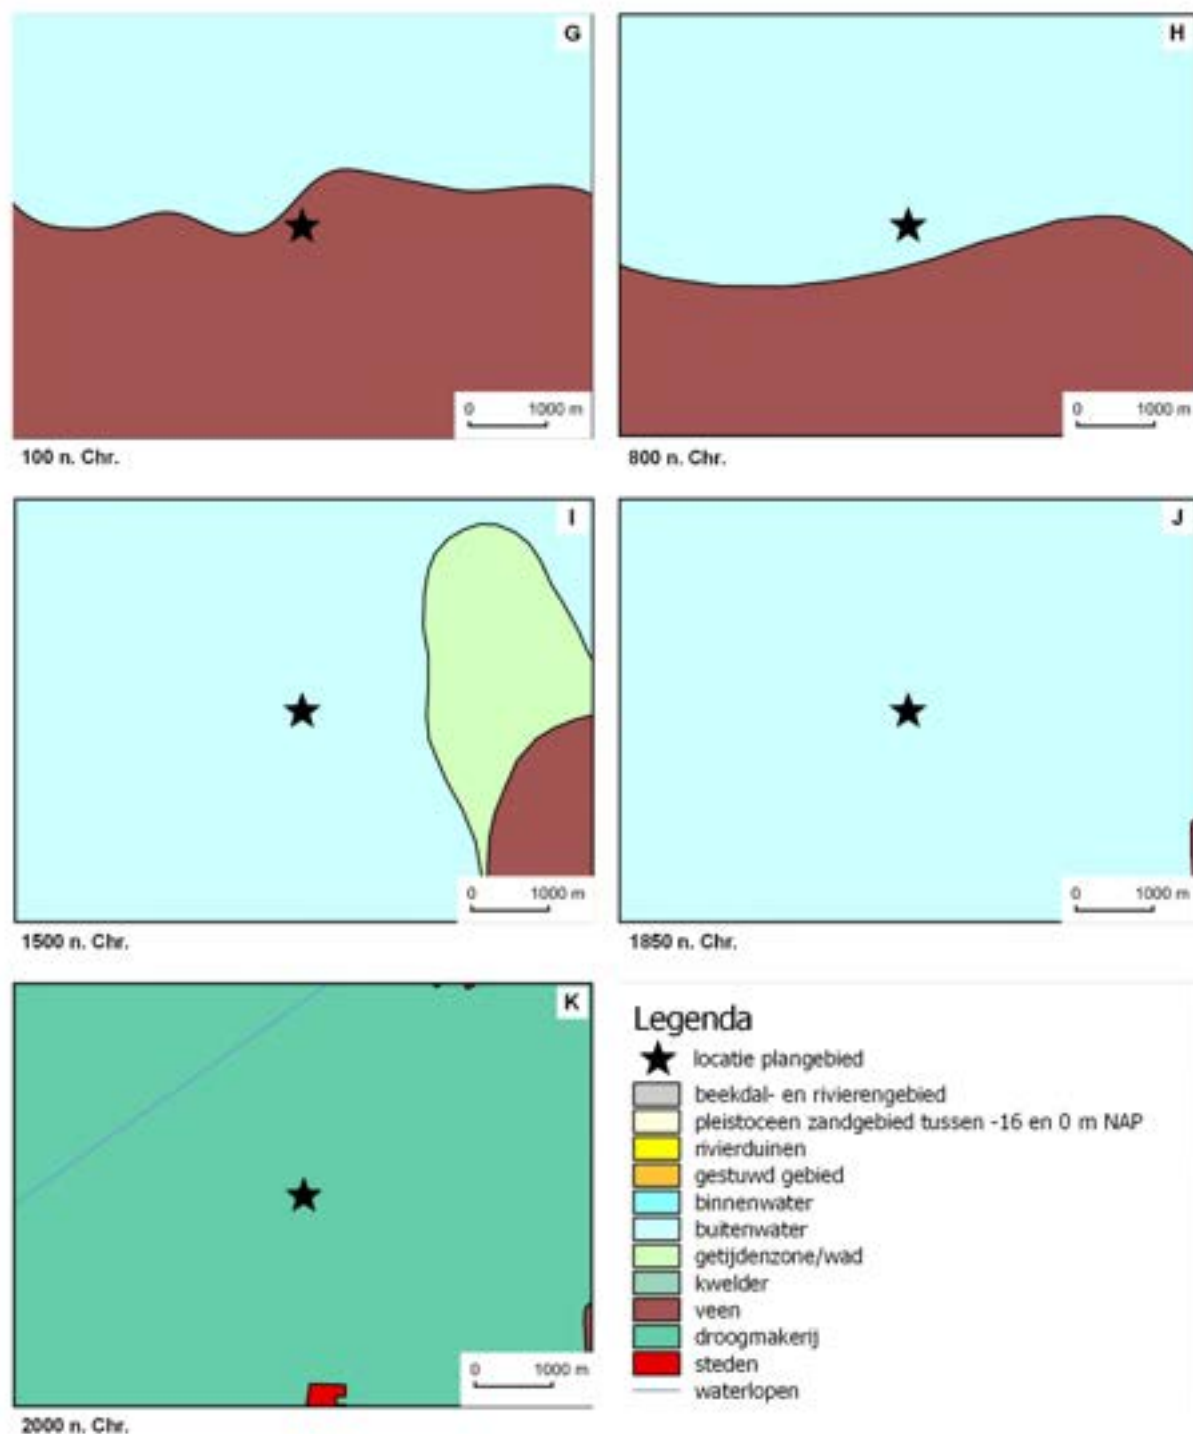 G
H
0 1000 m
0 1000 m
100 n. Chr.
800 n. Chr.
I
J
0 1000 m
0 1000 m
1500 n. Chr.
1850 n. Chr.
K
Legenda
locatie plangebied
beekdal- en rivierengebied
pleistoceen zandgebied tussen -16 en 0 m NAP
rivierduinen
gestuwd gebied
binnenwater
buitenwater
getijdenzone/wad
kwelder
veen
droogmakerij
steden
waterlopen
0 1000 m
2000 n. Chr.